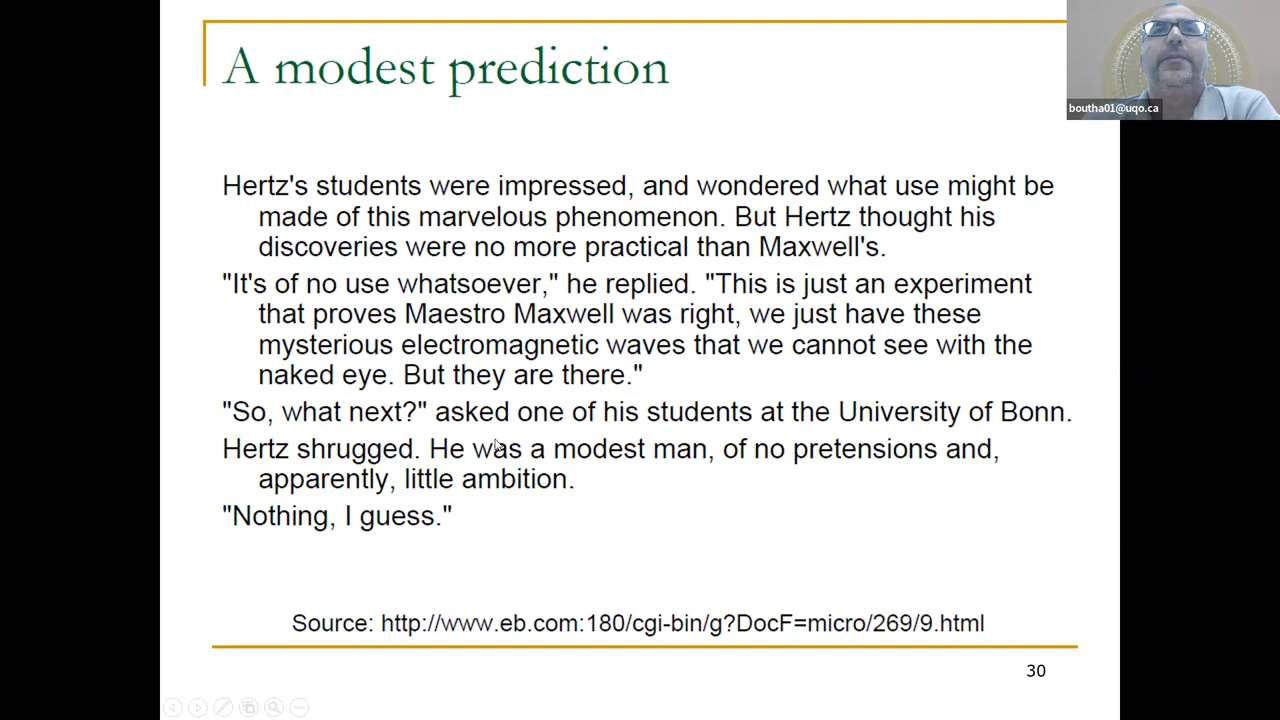 A modest prediction
boutha01@uqo.ca
Hertz's students were impressed, and wondered what use might be
made of this marvelous phenomenon. But Hertz thought his
discoveries were no more practical than Maxwell's.
"It's of no use whatsoever," he replied. "This is just an experiment
that proves Maestro Maxwell was right, we just have these
mysterious electromagnetic waves that we cannot see with the
naked eye. But they are there."
"So, what next?" asked one of his students at the University of Bonn.
Hertz shrugged. He was a modest man, of no pretensions and,
apparently, little ambition.
"Nothing, I guess."
Source: http://www.eb.com:180/cgi-bin/g?DocF=micro/269/9.html
30